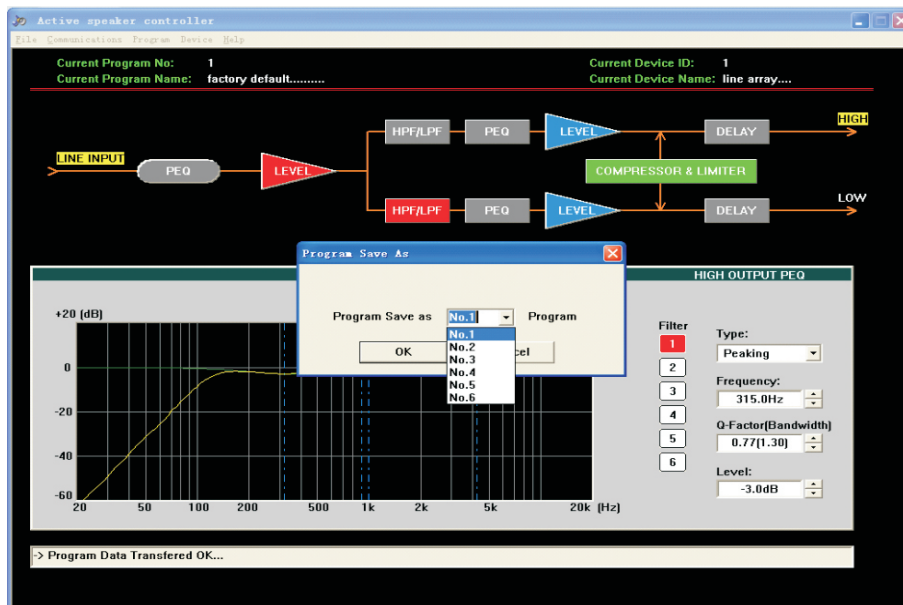 Active speaker controller
File Communications Program Device Help
Current Program No: 1
Current Device ID: 1
Current Program Name: factory default..........
Current Device Name: line array....
HPF/LPF PEQ LEVEL DELAY HIGH
LINE INPUT PEQ LEVEL
COMPRESSOR & LIMITER
HPF/LPF PEQ LEVEL DELAY LOW
Program Save As
HIGH OUTPUT PEQ
Program Save as No.1 Program
No.1
No.2
No.3
No.4
No.5
No.6
OK cel
+20 (dB)
0
-20
-40
-60
20 50 100 200 500 1k 2k 5k 20k (Hz)
Filter
1
2
3
4
5
6
Type:
Peaking
Frequency:
315.0Hz
Q-Factor(Bandwidth)
0.77(1.30)
Level:
-3.0dB
-> Program Data Transfered OK...